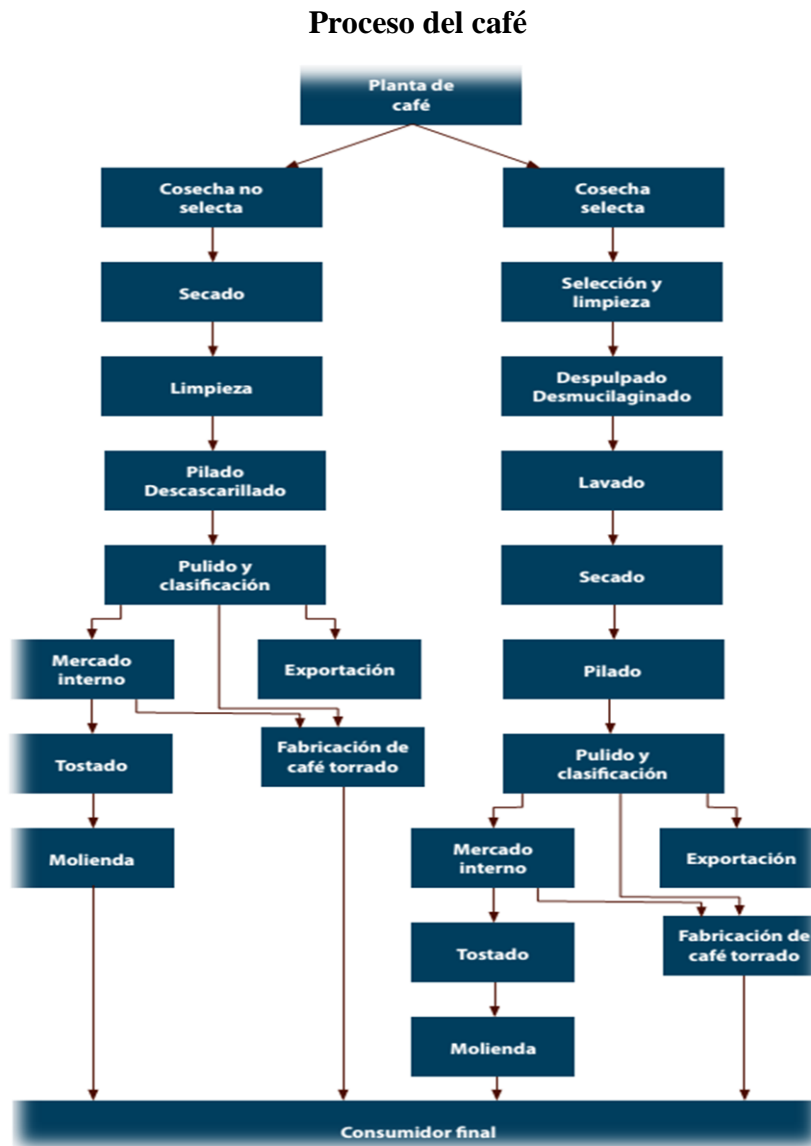 Proceso del café
Planta de
café
Cosecha no
selecta
Cosecha
selecta
Secado
Selección y
limpieza
Limpieza
Despulpado
Desmucilaginado
Pilado
Descascarillado
Lavado
Pulido y
clasificación
Secado
Mercado
interno
Exportación
Pilado
Tostado
Fabricación de
café torrado
Pulido y
clasificación
Molienda
Mercado
interno
Exportación
Tostado
Fabricación de
café torrado
Molienda
Consumidor final